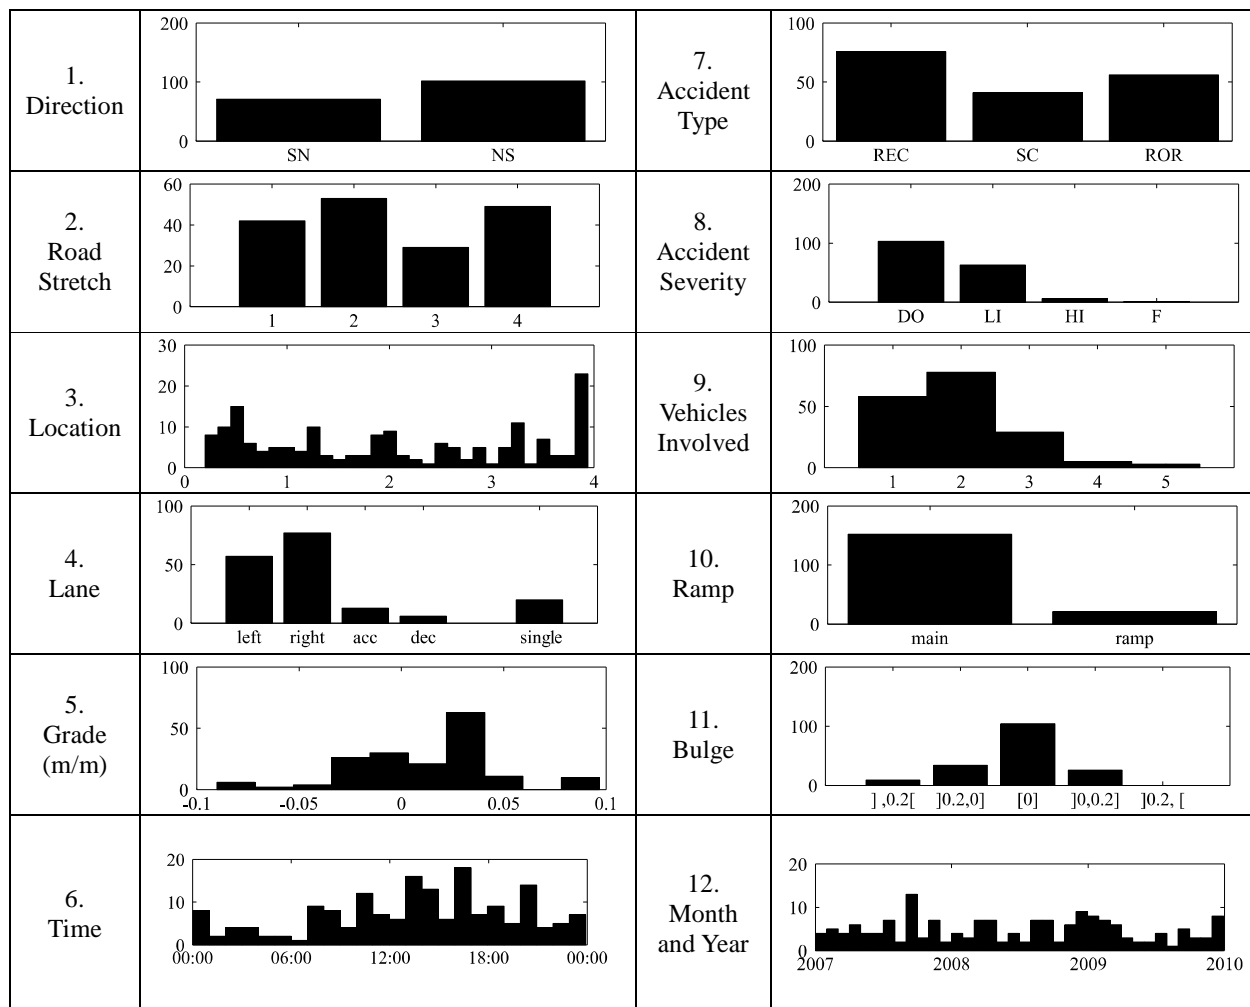 1.
Direction
200
100
0
SN
NS
7.
Accident
Type
100
50
0
REC
SC
ROR
2.
Road
Stretch
60
40
20
0
1
2
3
4
8.
Accident
Severity
200
100
0
DO
LI
HI
F
3.
Location
30
20
10
0
0
1
2
3
4
9.
Vehicles
Involved
100
50
0
1
2
3
4
5
4.
Lane
100
50
0
left
right
acc
dec
single
10.
Ramp
200
100
0
main
ramp
5.
Grade
(m/m)
100
50
0
-0.1
-0.05
0
0.05
0.1
11.
Bulge
200
100
0
] ,0.2[
]0.2,0]
[0]
]0,0.2]
]0.2, [
6.
Time
20
10
0
00:00
06:00
12:00
18:00
00:00
12.
Month
and Year
20
10
0
2007
2008
2009
2010